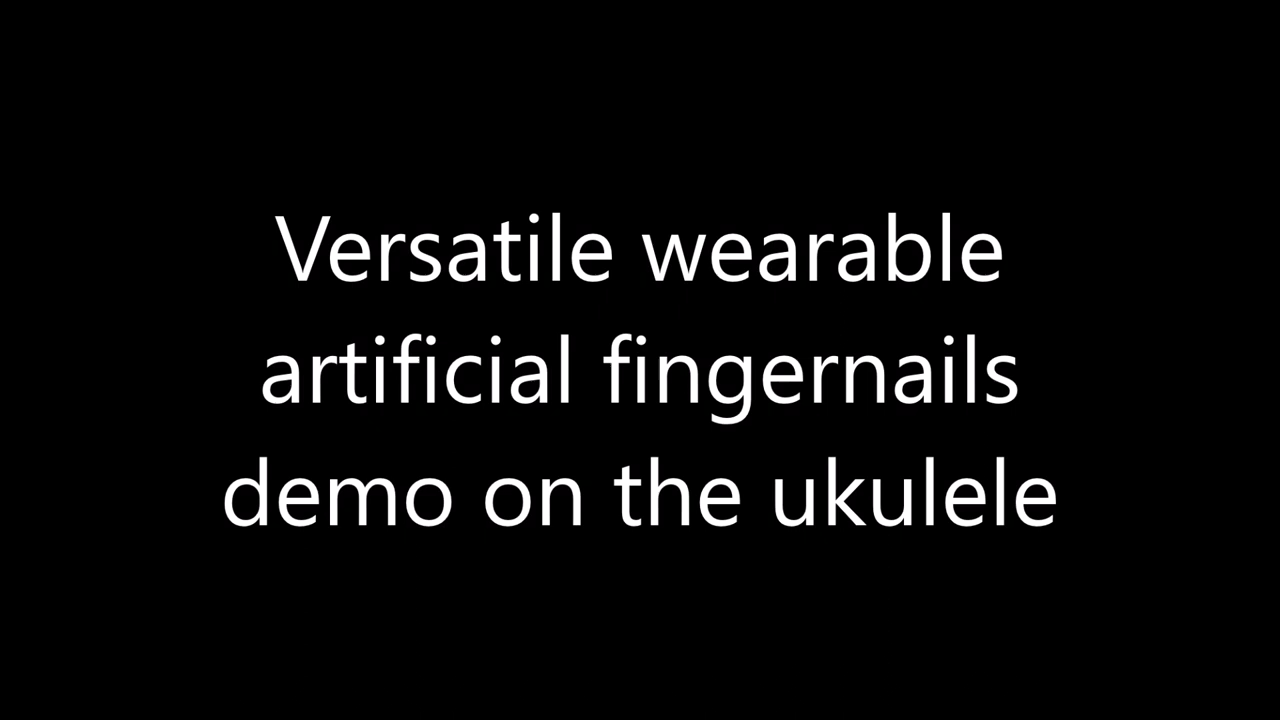 Versatile wearable
artificial fingernails
demo on the ukulele